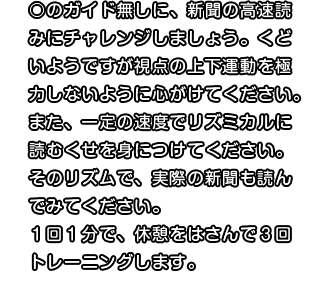 ○のガイド無しに、新聞の高速読
みにチャレンジしましょう。くど
いようですが視点の上下運動を極
力しないように心がけてください。
また、一定の速度でリズミカルに
読むくせを身につけてください。
そのリズムで、実際の新聞も読ん
でみてください。
１回１分で、休憩をはさんで３回
トレーニングします。